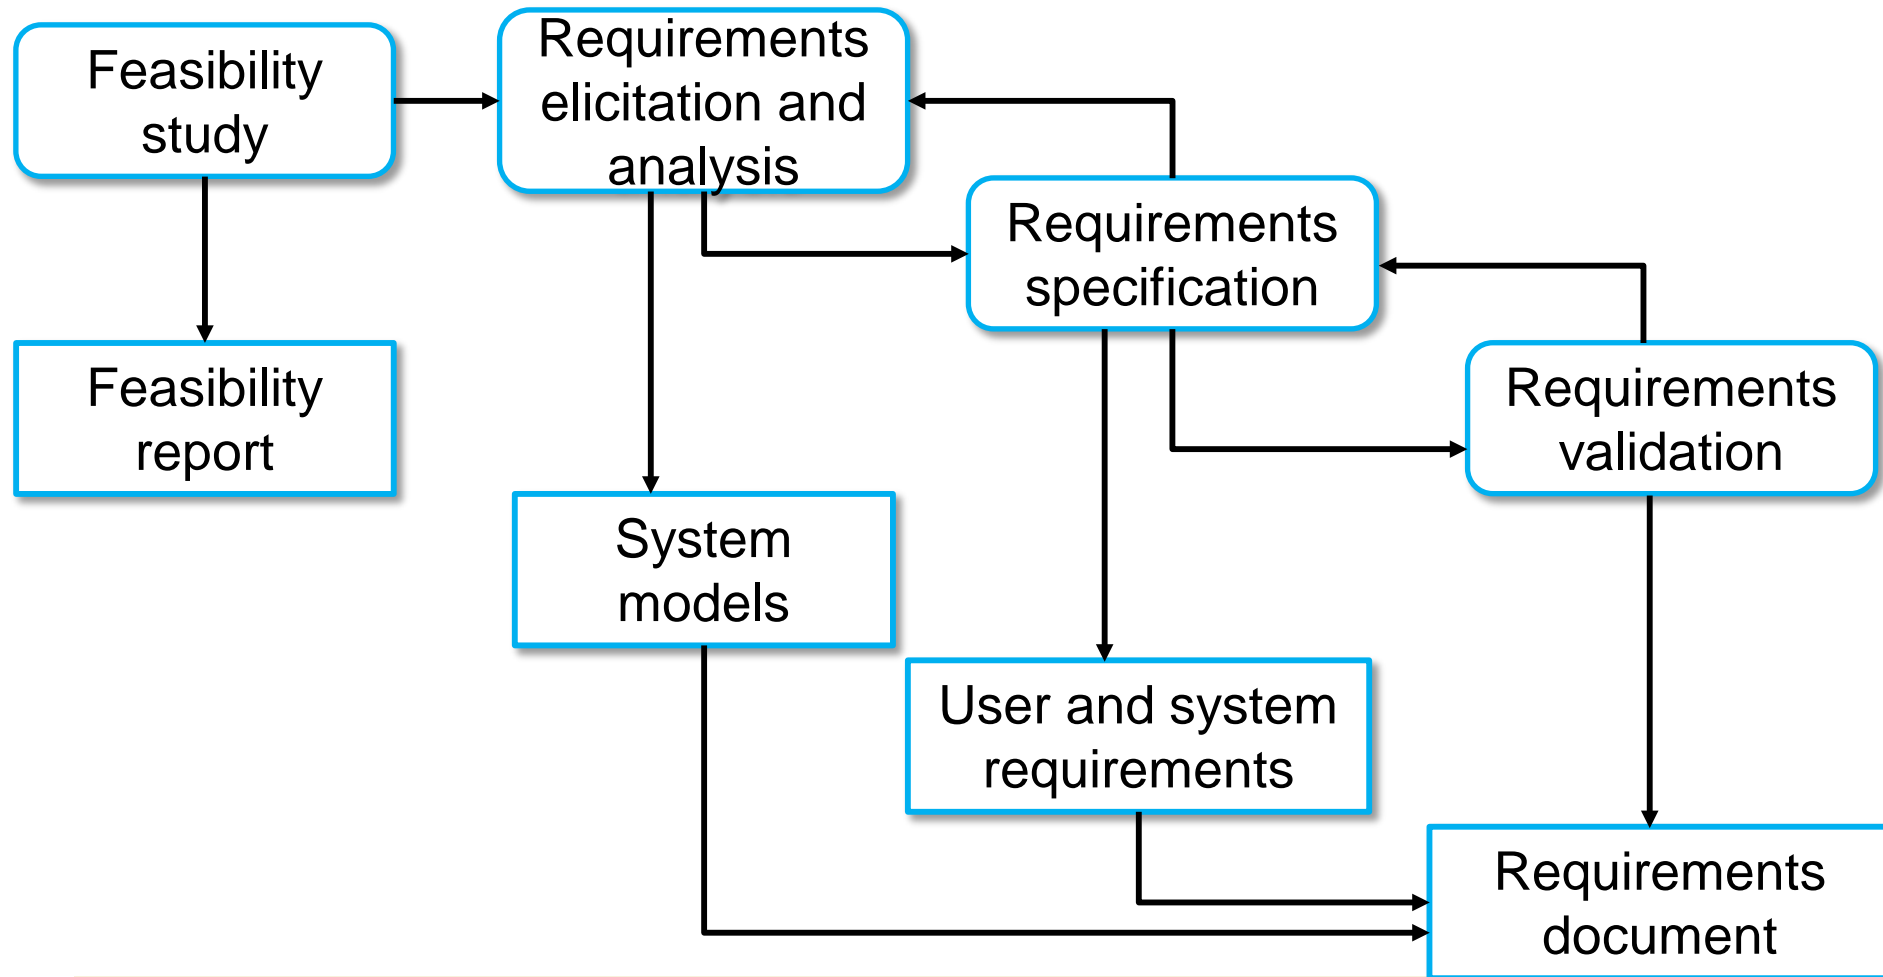 Feasibility
study
Requirements
elicitation and
analysis
Requirements
specification
Requirements
validation
Feasibility
report
System
models
User and system
requirements
Requirements
document